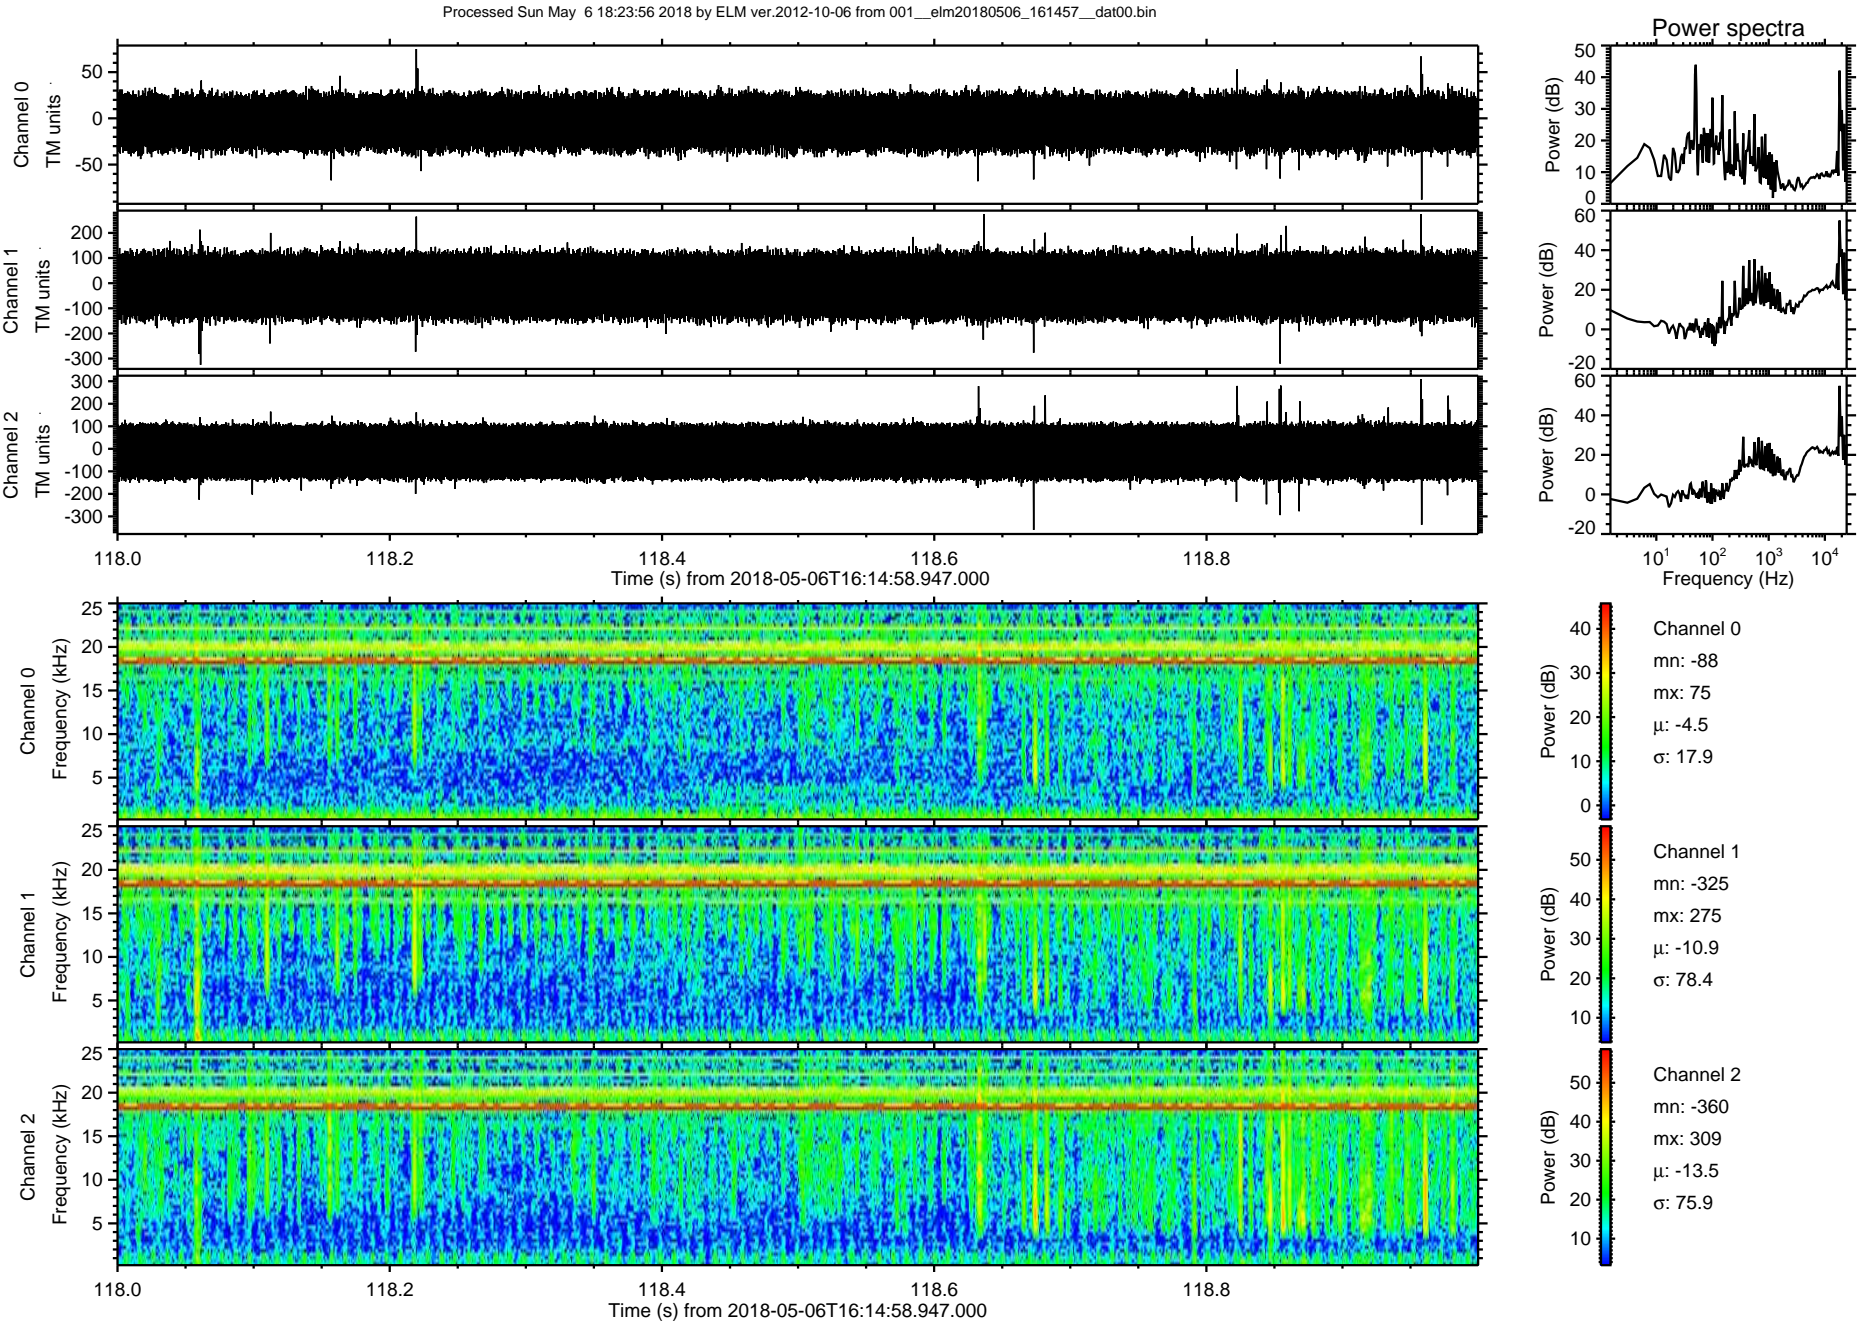 Processed Sun May 6 18:23:56 2018 by ELM ver.2012-10-06 from 001__elm20180506_161457__dat00.bin
Power spectra
Channel 0
TM units
50
0
-50
Power (dB)
50
40
30
20
10
0
Channel 1
TM units
200
100
0
-100
-200
-300
Power (dB)
60
40
20
0
-20
Channel 2
TM units
300
200
100
0
-100
-200
-300
Power (dB)
60
40
20
0
-20
118.0 118.2 118.4 118.6 118.8
Time (s) from 2018-05-06T16:14:58.947.000
10^1 10^2 10^3 10^4
Frequency (Hz)
Channel 0
Frequency (kHz)
25
20
15
10
5
Power (dB)
40
30
20
10
0
Channel 0
mn: -88
mx: 75
μ: -4.5
σ: 17.9
Channel 1
Frequency (kHz)
25
20
15
10
5
Power (dB)
50
40
30
20
10
Channel 1
mn: -325
mx: 275
μ: -10.9
σ: 78.4
Channel 2
Frequency (kHz)
25
20
15
10
5
Power (dB)
50
40
30
20
10
Channel 2
mn: -360
mx: 309
μ: -13.5
σ: 75.9
118.0 118.2 118.4 118.6 118.8
Time (s) from 2018-05-06T16:14:58.947.000